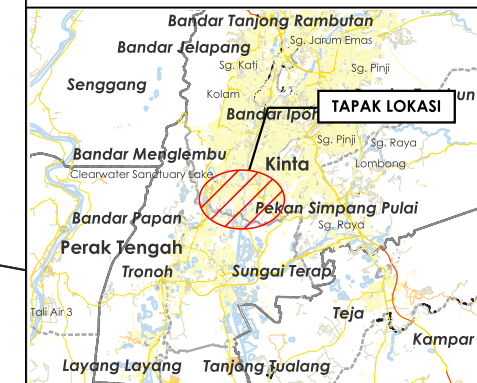 Bandar Tanjong Rambutan
Sg. Jarum Emas
Bandar Jelapang
Sg. Kati
Sg. Pinji
Senggang
Kolam
TAPAK LOKASI
Bandar
Bandar Menglembu
Sg. Pinji
Sg. Raya
Kinta
Lombong
Clearwater Sanctuary Lake
Bandar Papan
Pekan Simpang Pulai
Sg. Raya
Perak Tengah
Tronoh
Sungai Terap
Tali Air 3
Teja
Kampar
Layang Layang
Tanjong Tualang